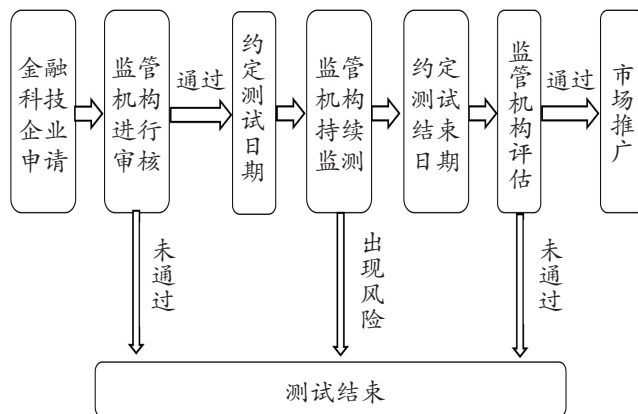 金融
科技
企业
申请
监管
机构
进行
审核
通过
约定测试日期
监管
机构
持续
监测
约定
测试
结束
日期
监管机构评估
通过
市场推广
未通过
出现风险
未通过
测试结束